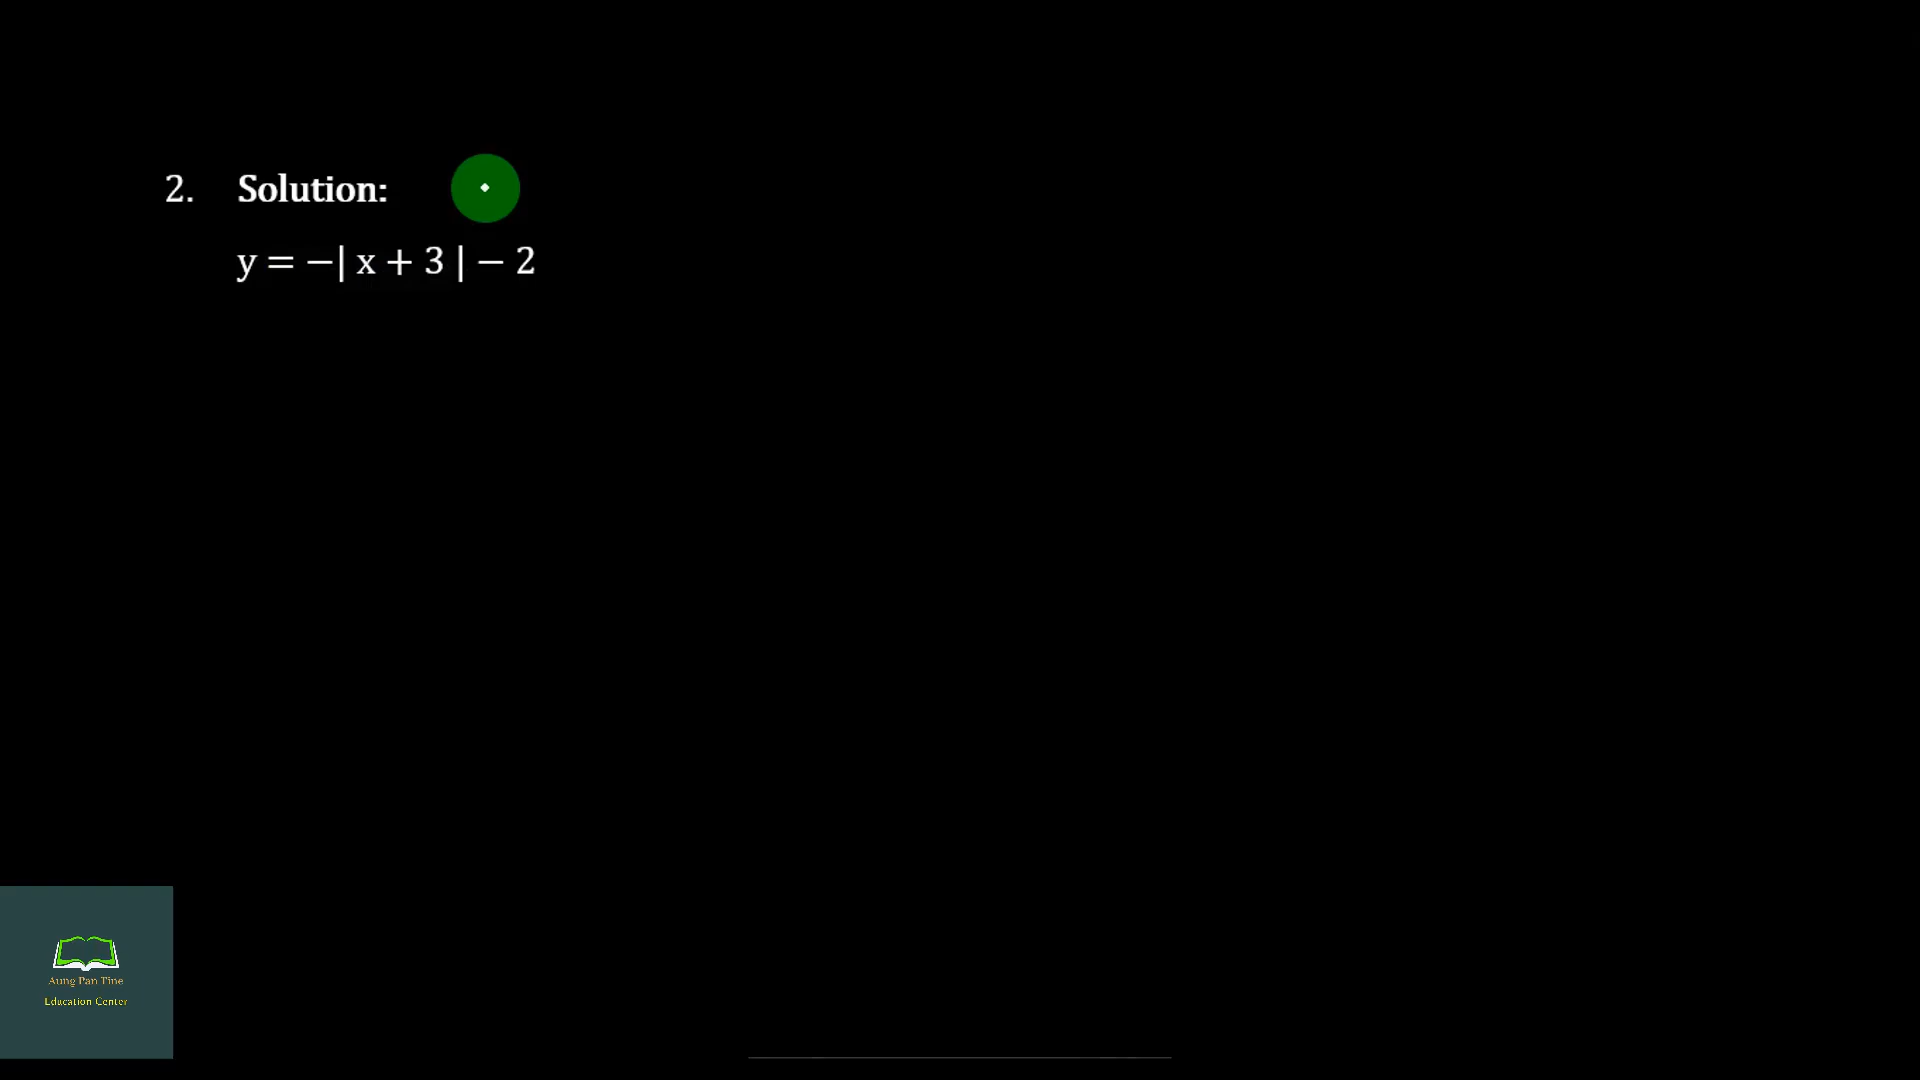 2. Solution:
y = −| x + 3 | − 2
Aung Pan Tine
Education Center